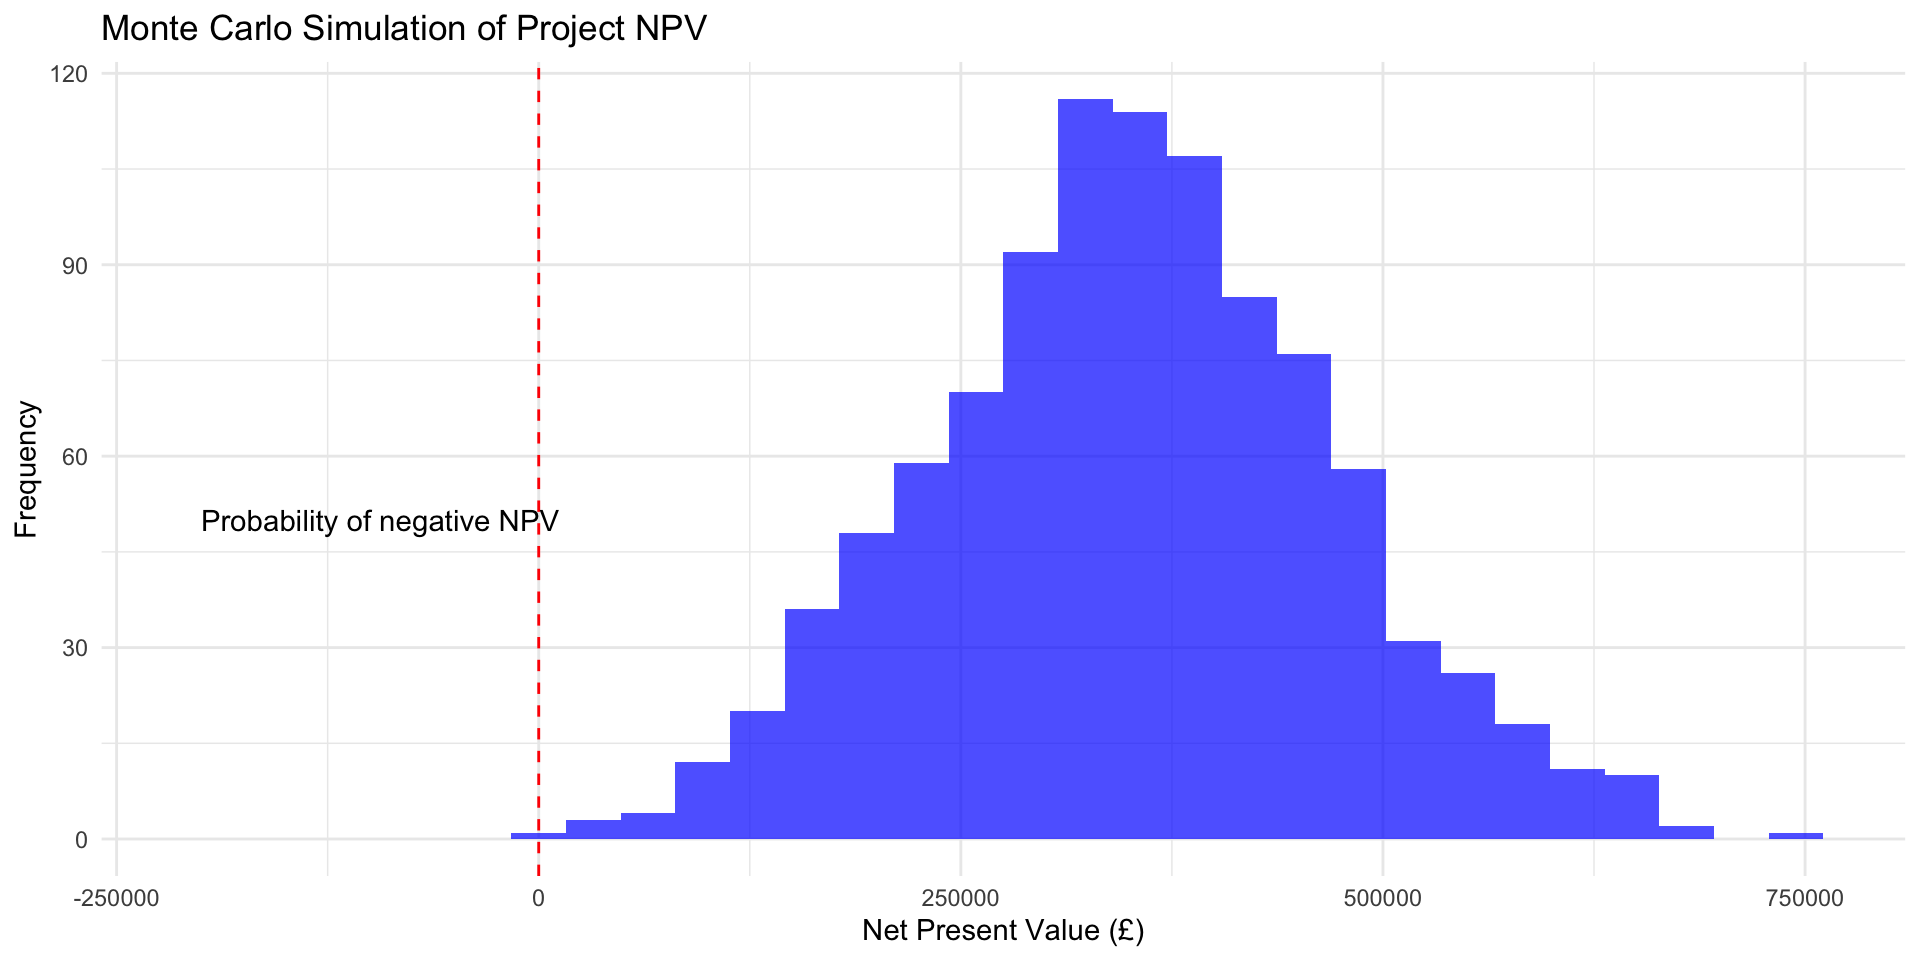 Monte Carlo Simulation of Project NPV
120
90
60
30
0
Frequency
Probability of negative NPV
-250000
0
250000
500000
750000
Net Present Value (£)